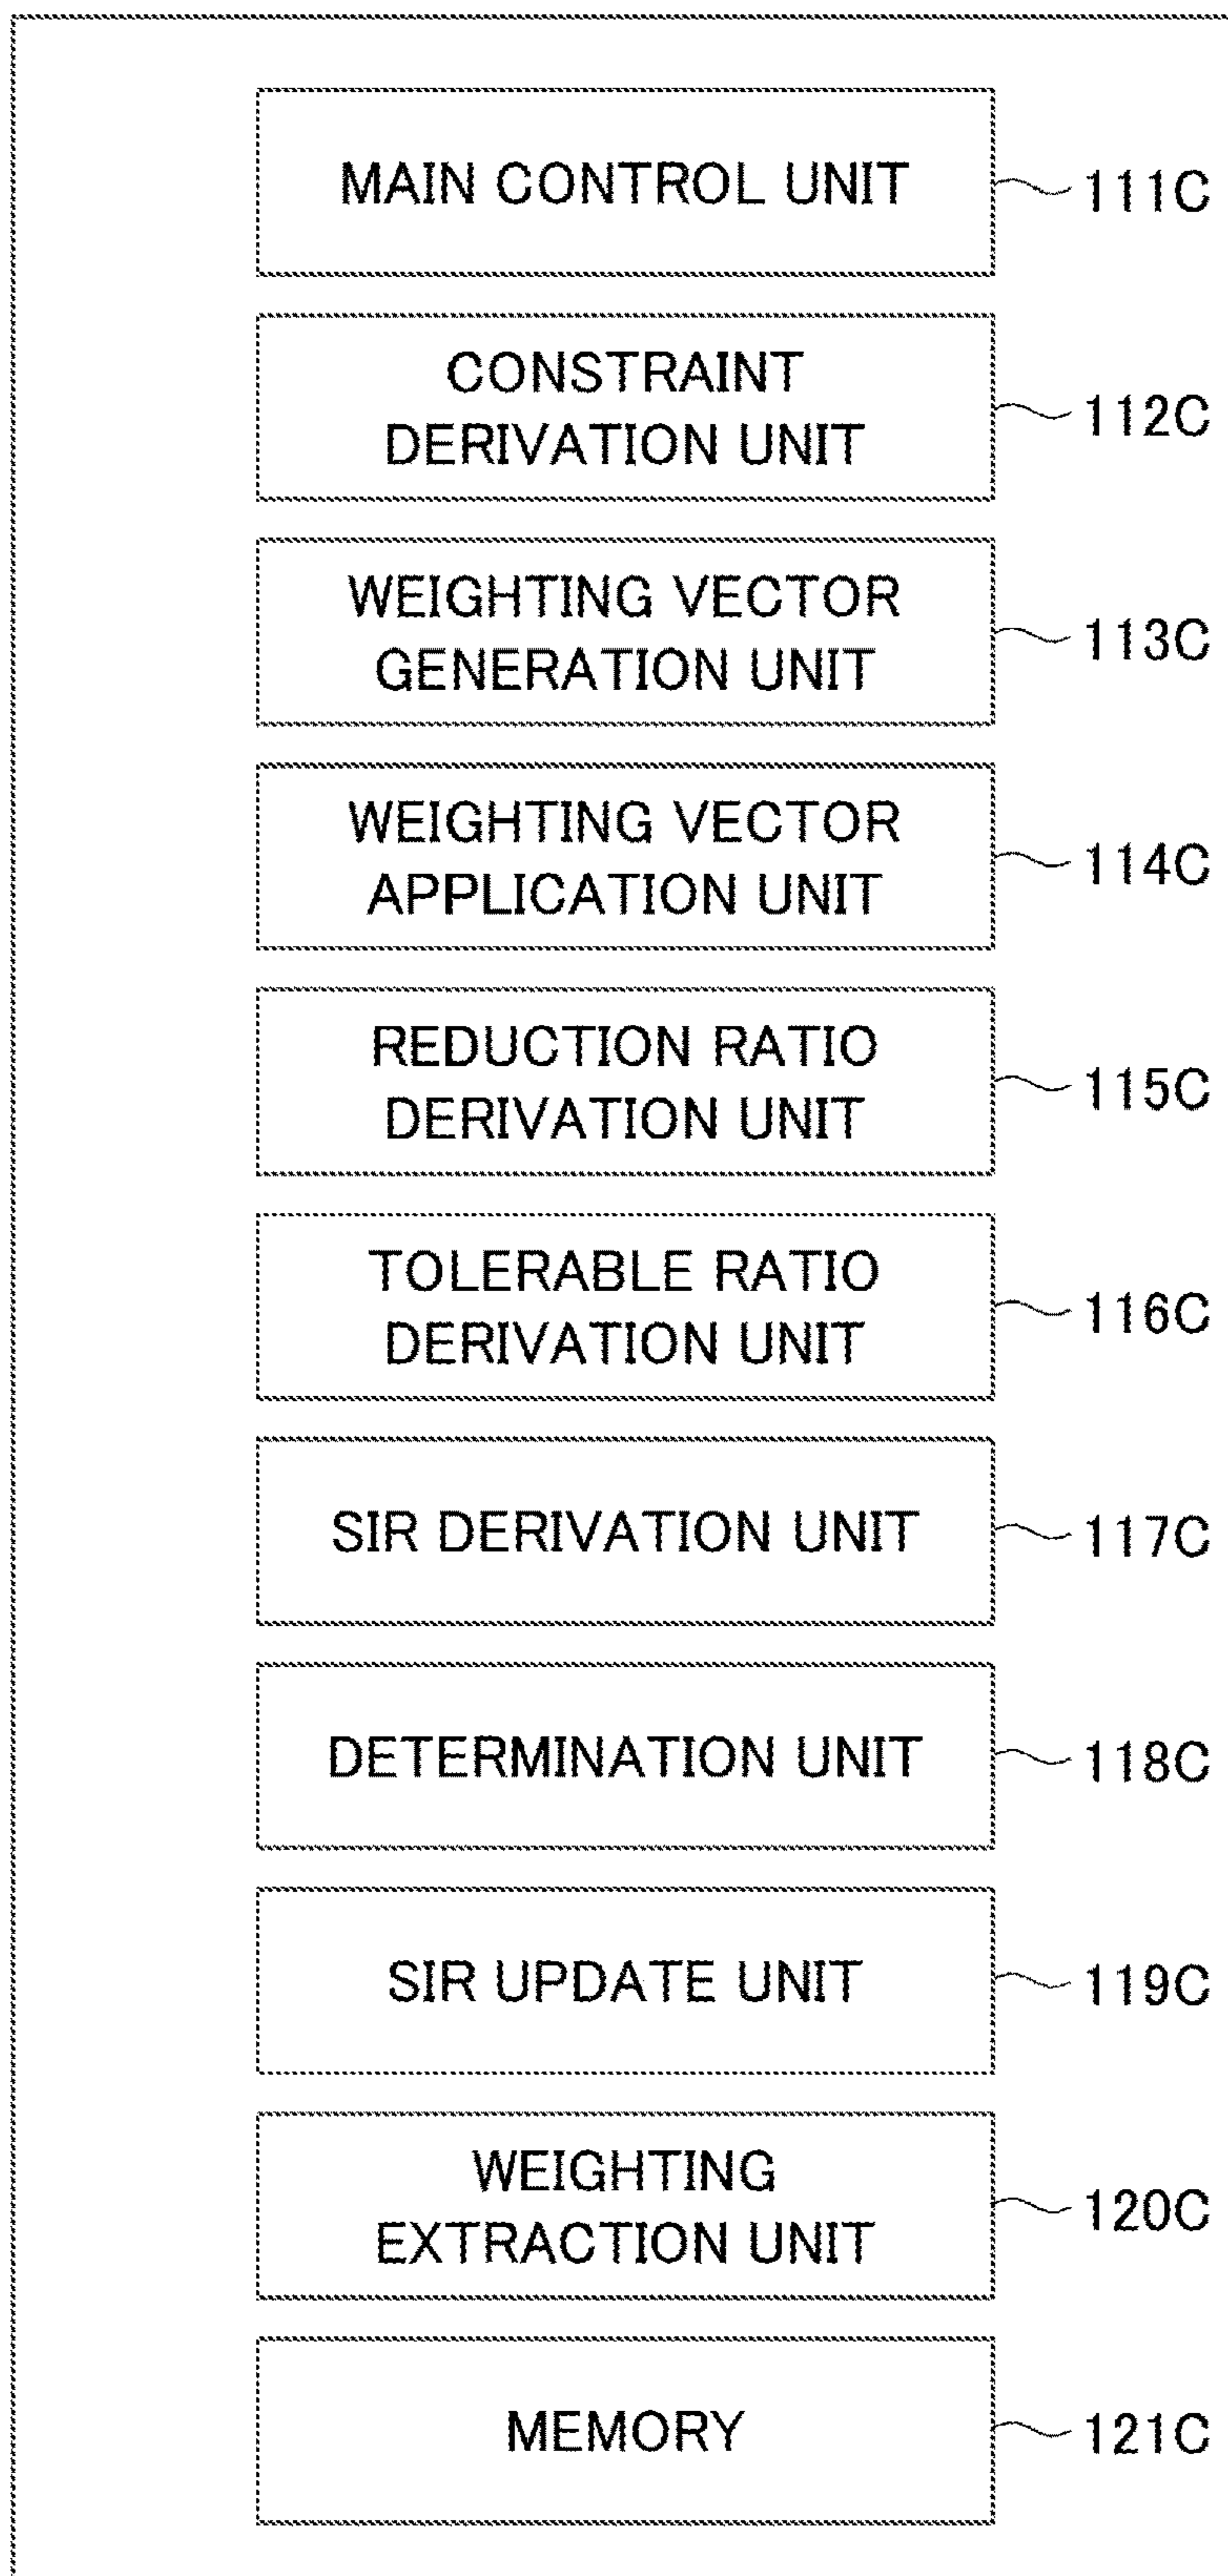 MAIN CONTROL UNIT
111C
CONSTRAINT
DERIVATION UNIT
112C
WEIGHTING VECTOR
GENERATION UNIT
113C
WEIGHTING VECTOR
APPLICATION UNIT
114C
REDUCTION RATIO
DERIVATION UNIT
115C
TOLERABLE RATIO
DERIVATION UNIT
116C
SIR DERIVATION UNIT
117C
DETERMINATION UNIT
118C
SIR UPDATE UNIT
119C
WEIGHTING
EXTRACTION UNIT
120C
MEMORY
121C